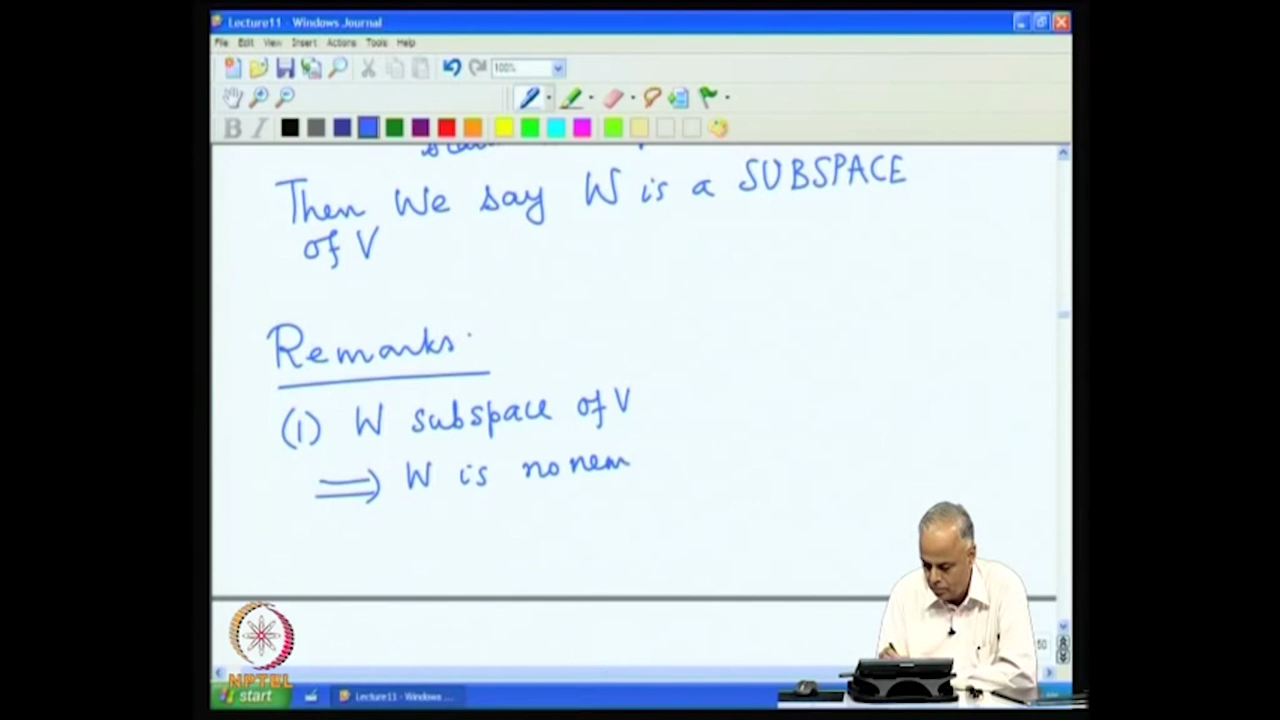 Lecture11 - Windows Journal
File Edit View Insert Actions Tools Help
100%
B I
Then We say W is a SUBSPACE
of V
Remarks.
(1) W subspace of V
⟹ W is nonem
50
NPTEL
start Lecture11 - Windows ...